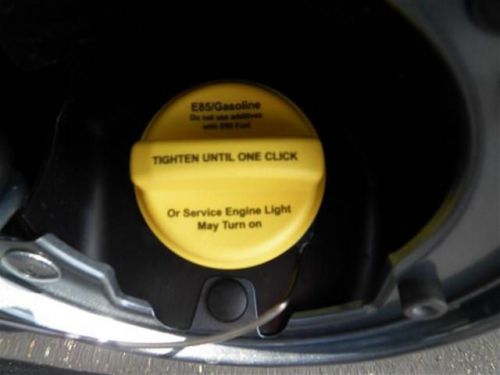 E85/Gasoline
Do not use additives
with E85 Fuel
TIGHTEN UNTIL ONE CLICK
Or Service Engine Light
May Turn on